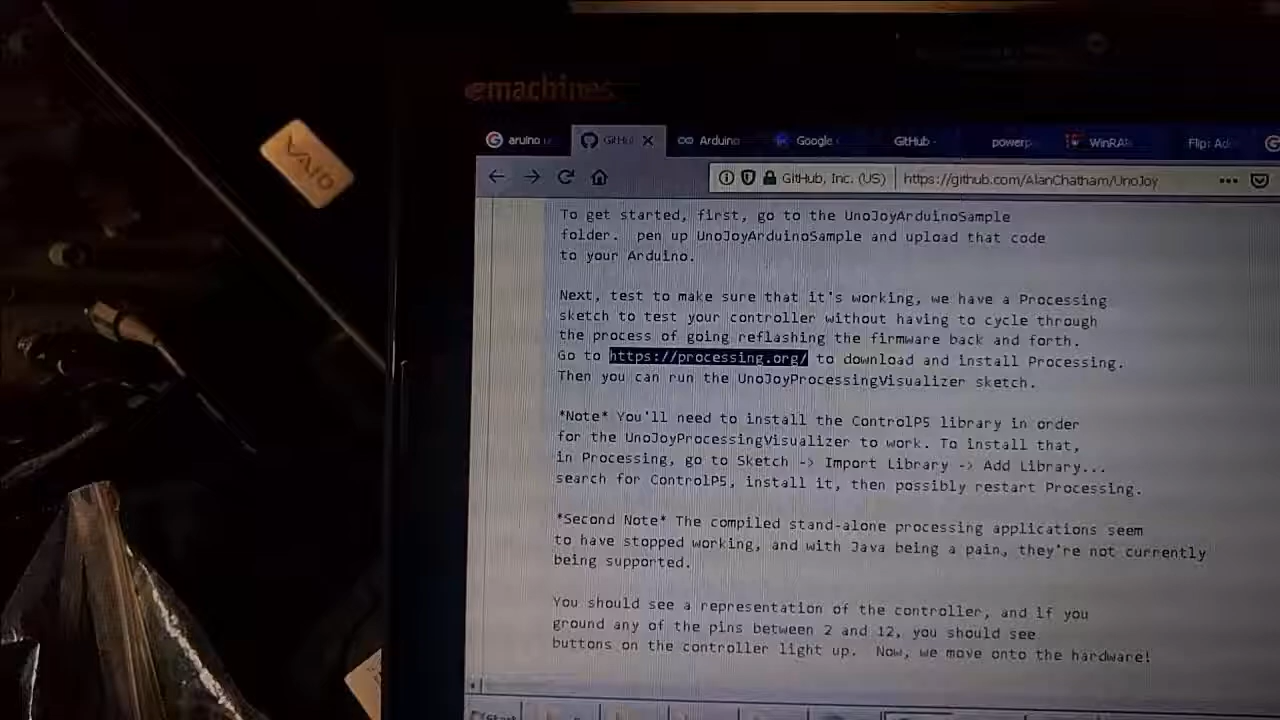 emachines
VAIO
aruino
GitHu
Arduino
Google
GitHub -
powerp
WinRA
Flip: Ad
GitHub, Inc. (US)
https://github.com/AlanChatham/UnoJoy
To get started, first, go to the UnoJoyArduinoSample
folder. pen up UnoJoyArduinoSample and upload that code
to your Arduino.
Next, test to make sure that it's working, we have a Processing
sketch to test your controller without having to cycle through
the process of going reflashing the firmware back and forth.
Go to https://processing.org/ to download and install Processing.
Then you can run the UnoJoyProcessingVisualizer sketch.
*Note* You'll need to install the ControlP5 library in order
for the UnoJoyProcessingVisualizer to work. To install that,
in Processing, go to Sketch -> Import Library -> Add Library...
search for ControlP5, install it, then possibly restart Processing.
*Second Note* The compiled stand-alone processing applications seem
to have stopped working, and with Java being a pain, they're not currently
being supported.
You should see a representation of the controller, and if you
ground any of the pins between 2 and 12, you should see
buttons on the controller light up. Now, we move onto the hardware!